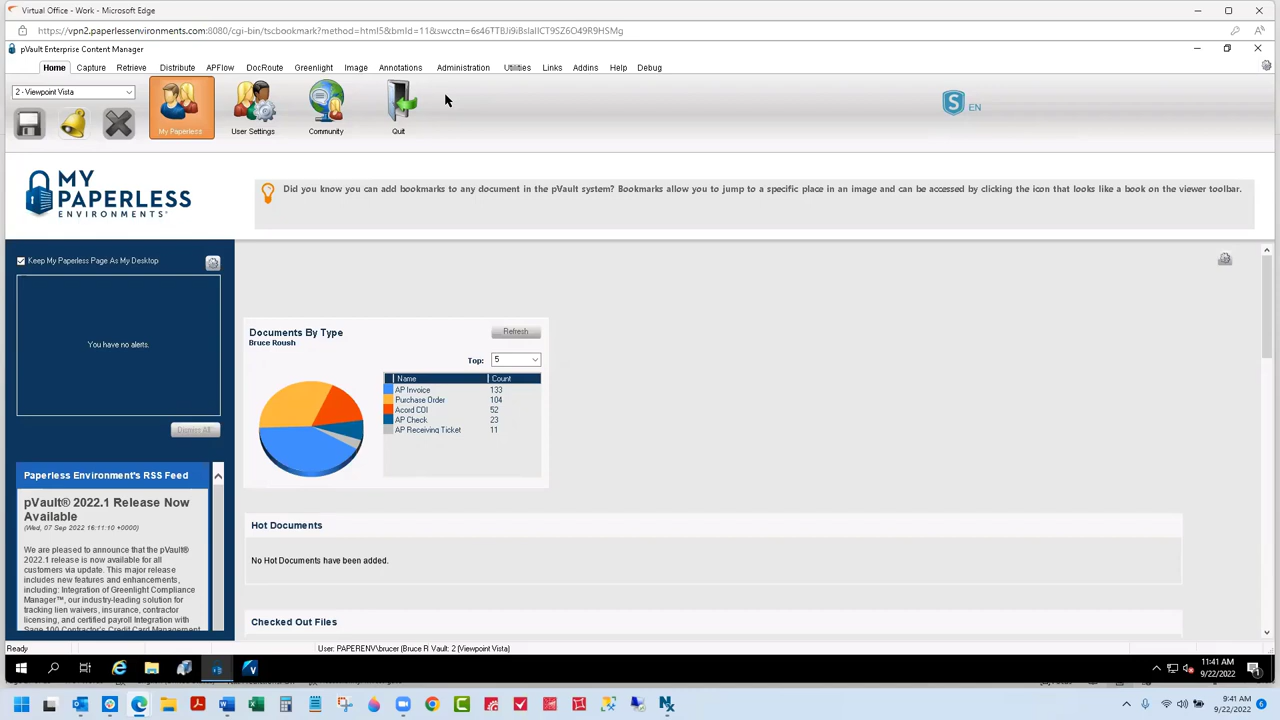 Virtual Office - Work - Microsoft Edge
https://vpn2.paperlessenvironments.com:8080/cgi-bin/tscbookmark?method=html5&bmId=11&swcctn=6s46TTBJi9iBslaIICT9SZ6O49R9HSMg
pVault Enterprise Content Manager
Home Capture Retrieve Distribute APFlow DocRoute Greenlight Image Annotations Administration Utilities Links Addins Help Debug
2 - Viewpoint Vista
My Paperless User Settings Community Quit
S EN
MY PAPERLESS ENVIRONMENTS®
Did you know you can add bookmarks to any document in the pVault system? Bookmarks allow you to jump to a specific place in an image and can be accessed by clicking the icon that looks like a book on the viewer toolbar.
Keep My Paperless Page As My Desktop
You have no alerts.
Dismiss All
Documents By Type
Refresh
Bruce Roush
Top: 5
Name Count
AP Invoice 133
Purchase Order 104
Acord COI 52
AP Check 23
AP Receiving Ticket 11
Paperless Environment's RSS Feed
pVault® 2022.1 Release Now
Available
(Wed, 07 Sep 2022 16:11:10 +0000)
We are pleased to announce that the pVault®
2022.1 release is now available for all
customers via update. This major release
includes new features and enhancements,
including: Integration of Greenlight Compliance
Manager™, our industry-leading solution for
tracking lien waivers, insurance, contractor
licensing, and certified payroll Integration with
Sage 100 Contractor's Credit Card Management
Hot Documents
No Hot Documents have been added.
Checked Out Files
Ready
User: PAPERENV\brucer (Bruce R Vault: 2 (Viewpoint Vista)
11:41 AM
9/22/2022
9:41 AM
9/22/2022